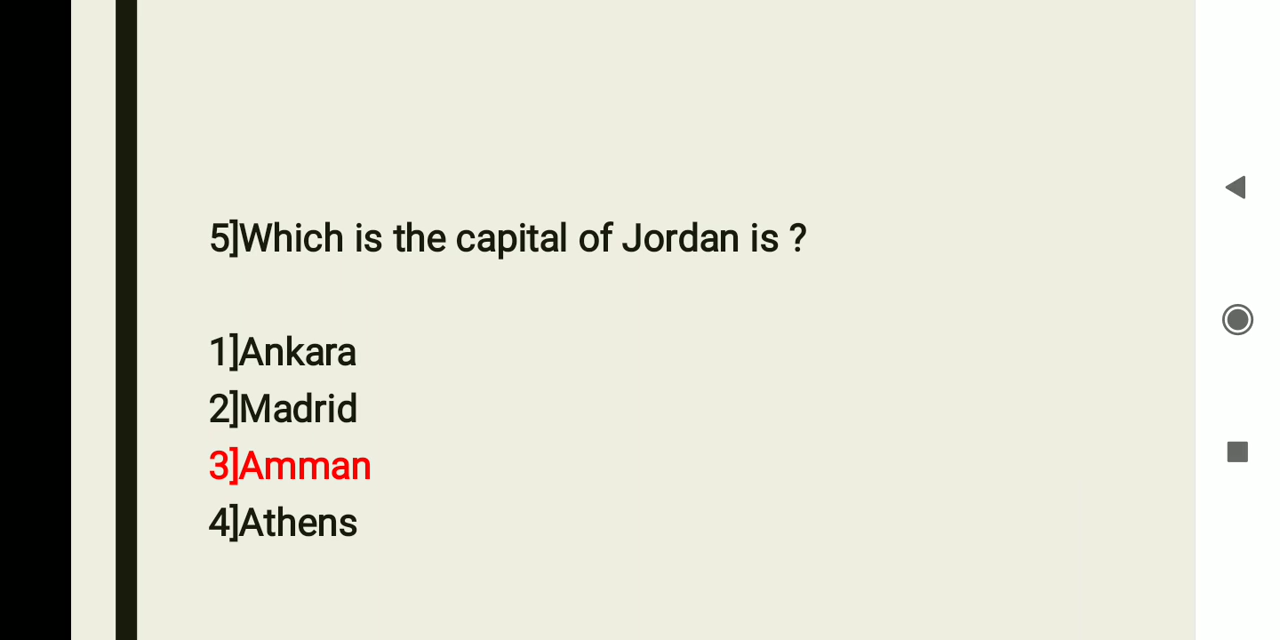 5]Which is the capital of Jordan is ?
1]Ankara
2]Madrid
3]Amman
4]Athens